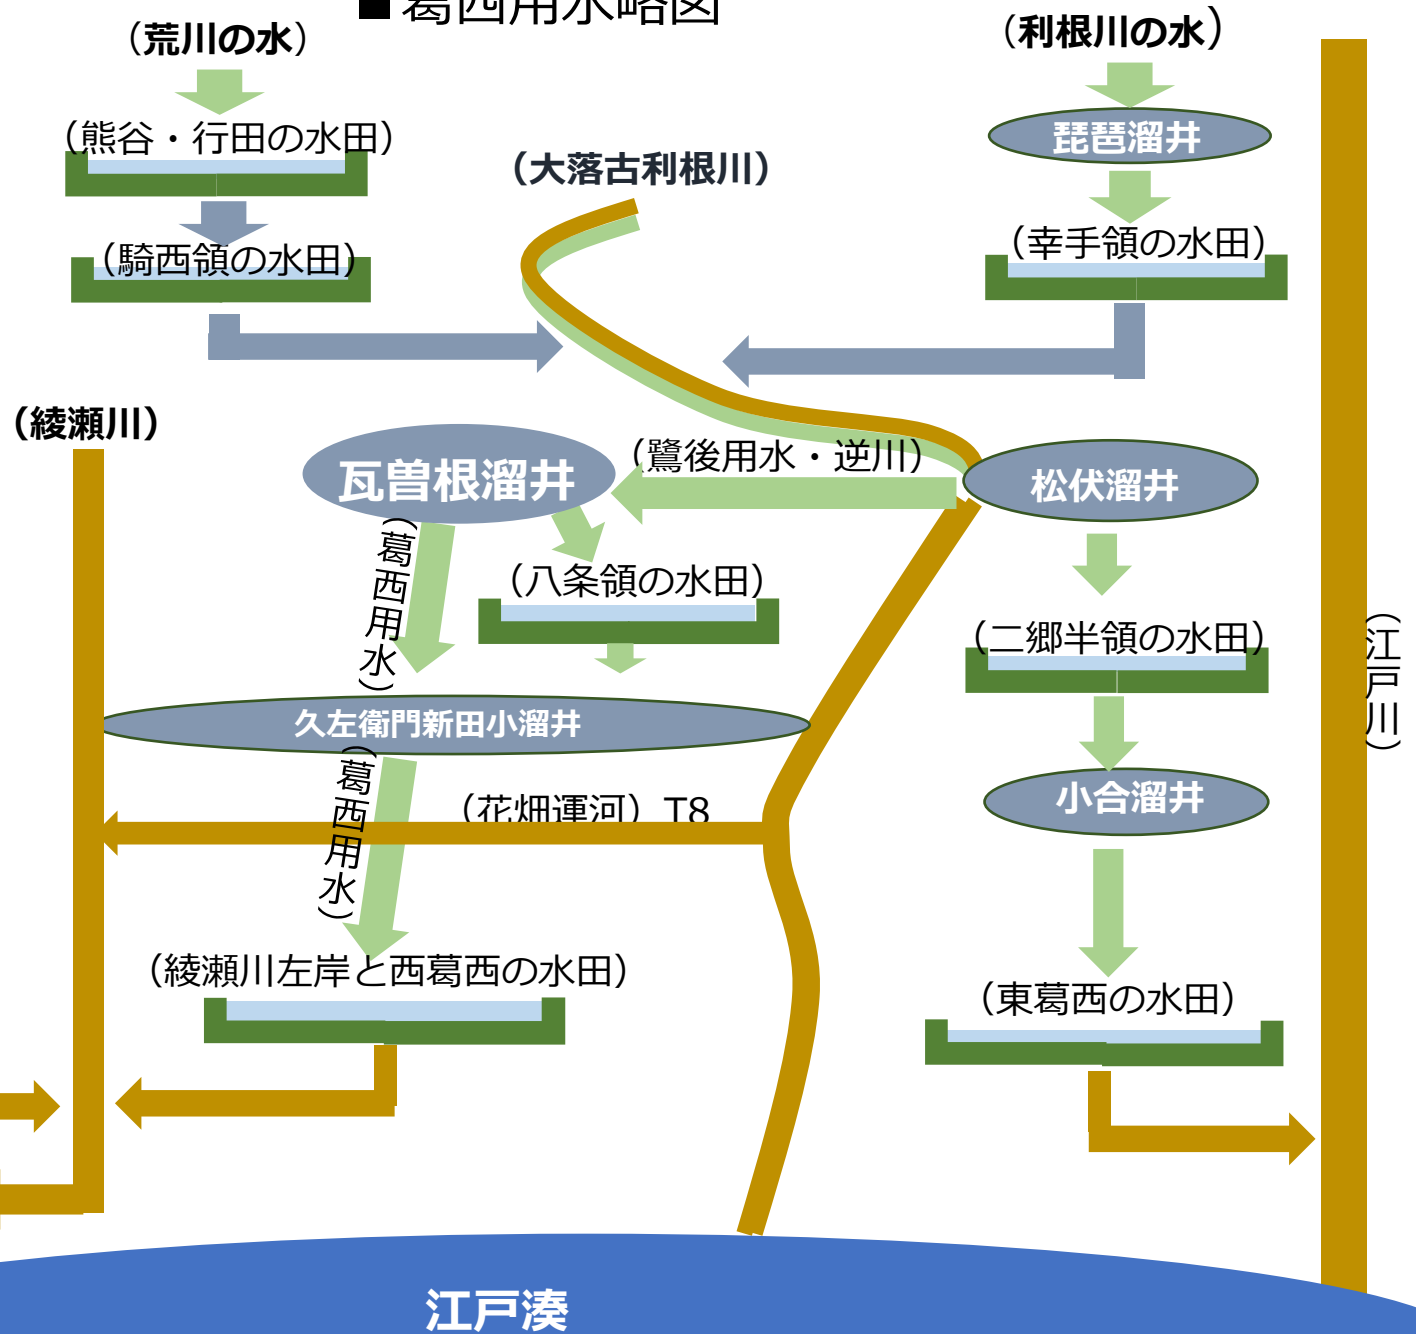 ■葛西用水略図
（荒川の水）
（利根川の水）
（熊谷・行田の水田）
琵琶溜井
（大落古利根川）
（騎西領の水田）
（幸手領の水田）
（綾瀬川）
瓦曽根溜井
（鷺後用水・逆川）
松伏溜井
（葛西用水）
（八条領の水田）
（二郷半領の水田）
（江戸川）
久左衛門新田小溜井
（葛西用水）
（花畑運河）T8
小合溜井
（綾瀬川左岸と西葛西の水田）
（東葛西の水田）
江戸湊